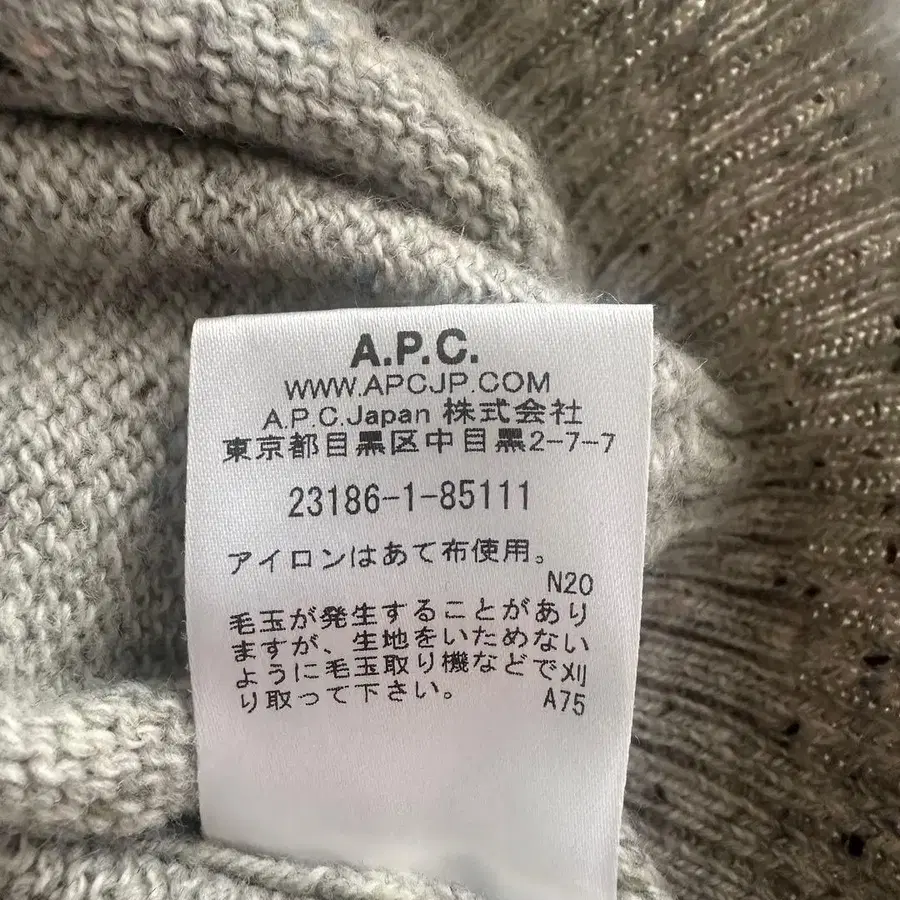 A.P.C.
WWW.APCJP.COM
A.P.C.Japan 株式会社
東京都目黒区中目黒2-7-7
23186-1-85111
アイロンはあて布使用。
N20
毛玉が発生することがあり
ますが、生地をいためない
ように毛玉取り機などで刈
り取って下さい。
A75